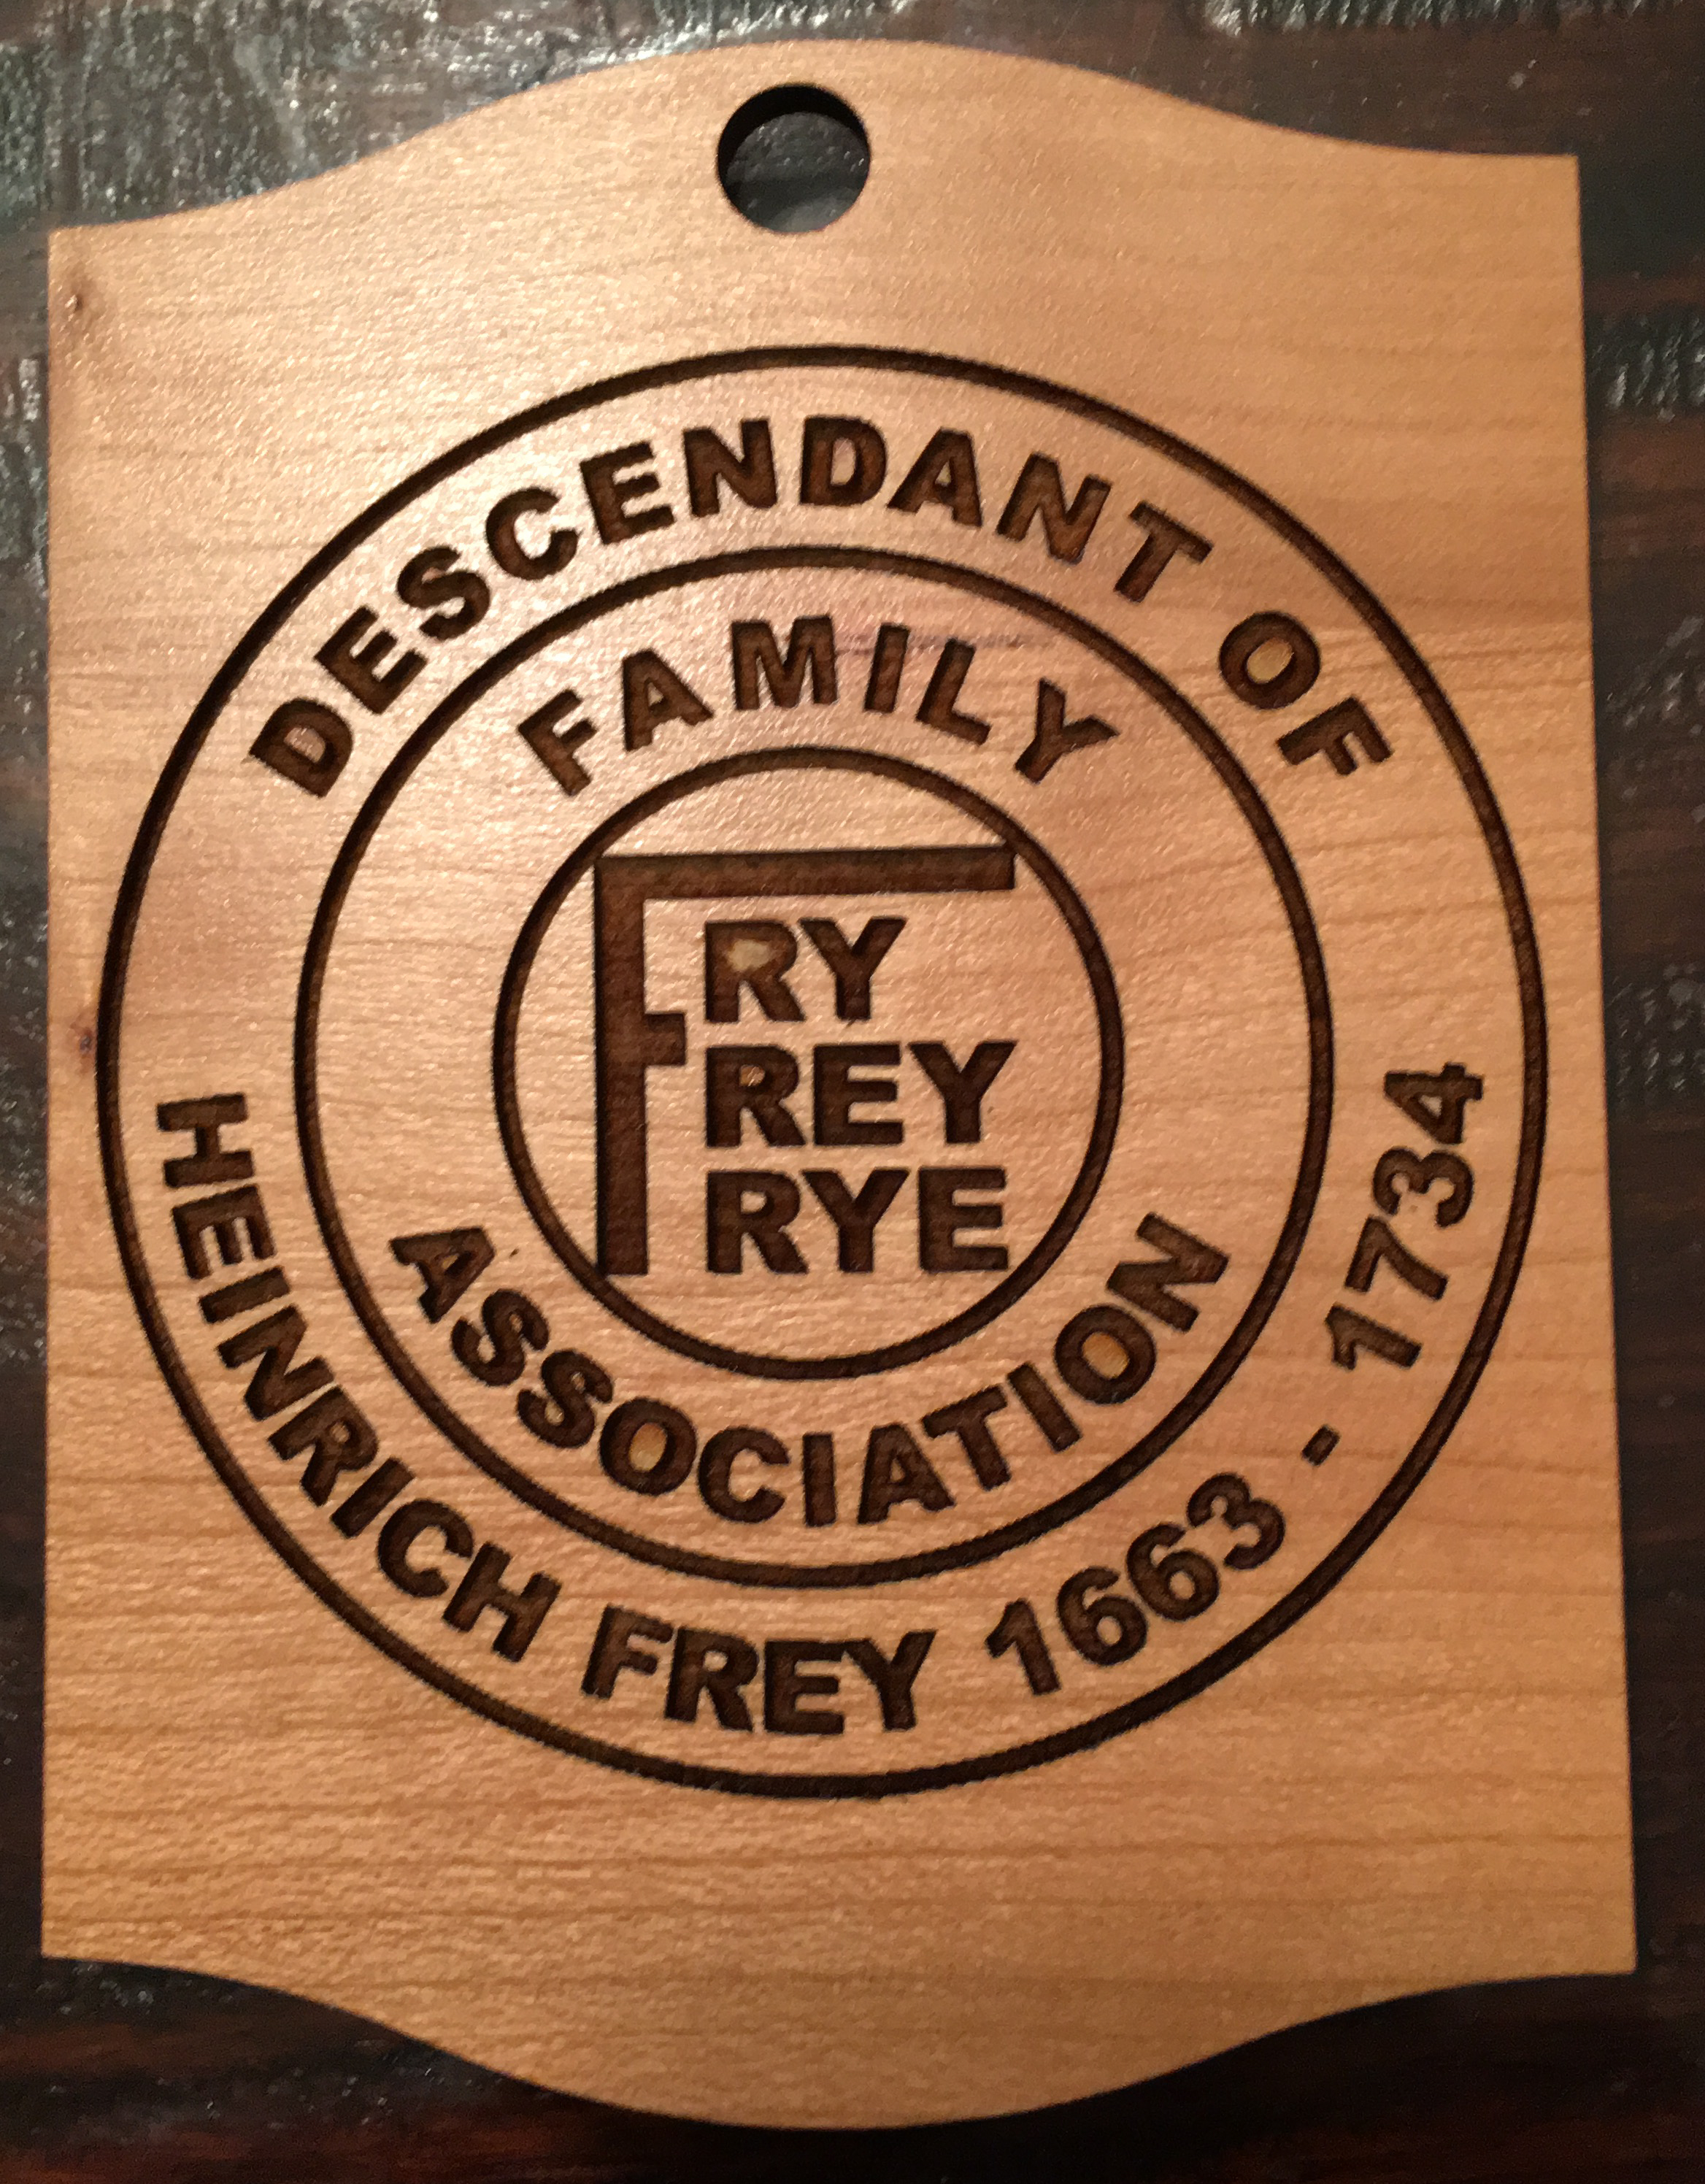 DESCENDANT OF
FAMILY
FRY
FREY
FRYE
ASSOCIATION
HEINRICH FREY 1663 - 1734